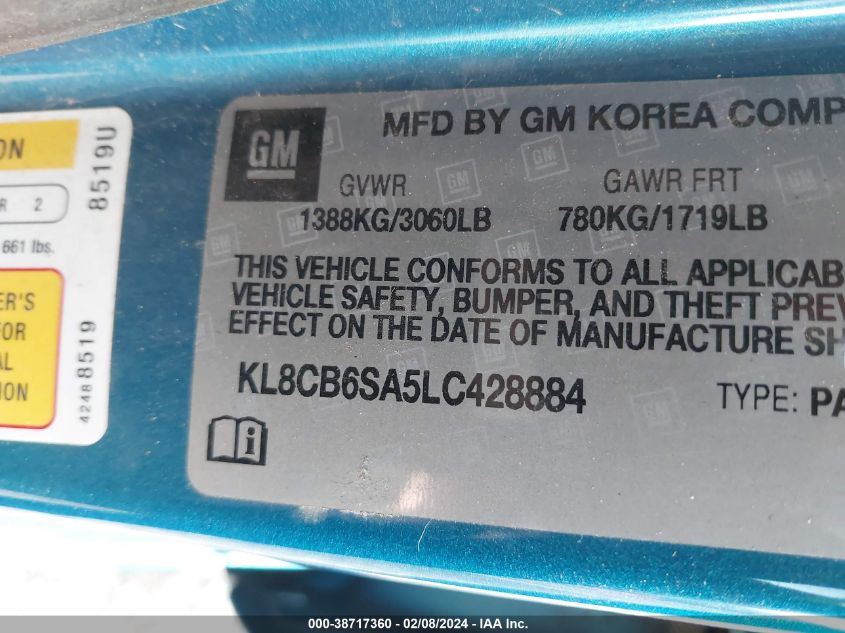 ON
R 2
661 lbs.
ER'S
FOR
AL
ION
8519U
42488519
GM
MFD BY GM KOREA COMP
GVWR GAWR FRT
1388KG/3060LB 780KG/1719LB
THIS VEHICLE CONFORMS TO ALL APPLICAB
VEHICLE SAFETY, BUMPER, AND THEFT PREV
EFFECT ON THE DATE OF MANUFACTURE SH
KL8CB6SA5LC428884 TYPE: PA
i
000-38717360 - 02/08/2024 - IAA Inc.